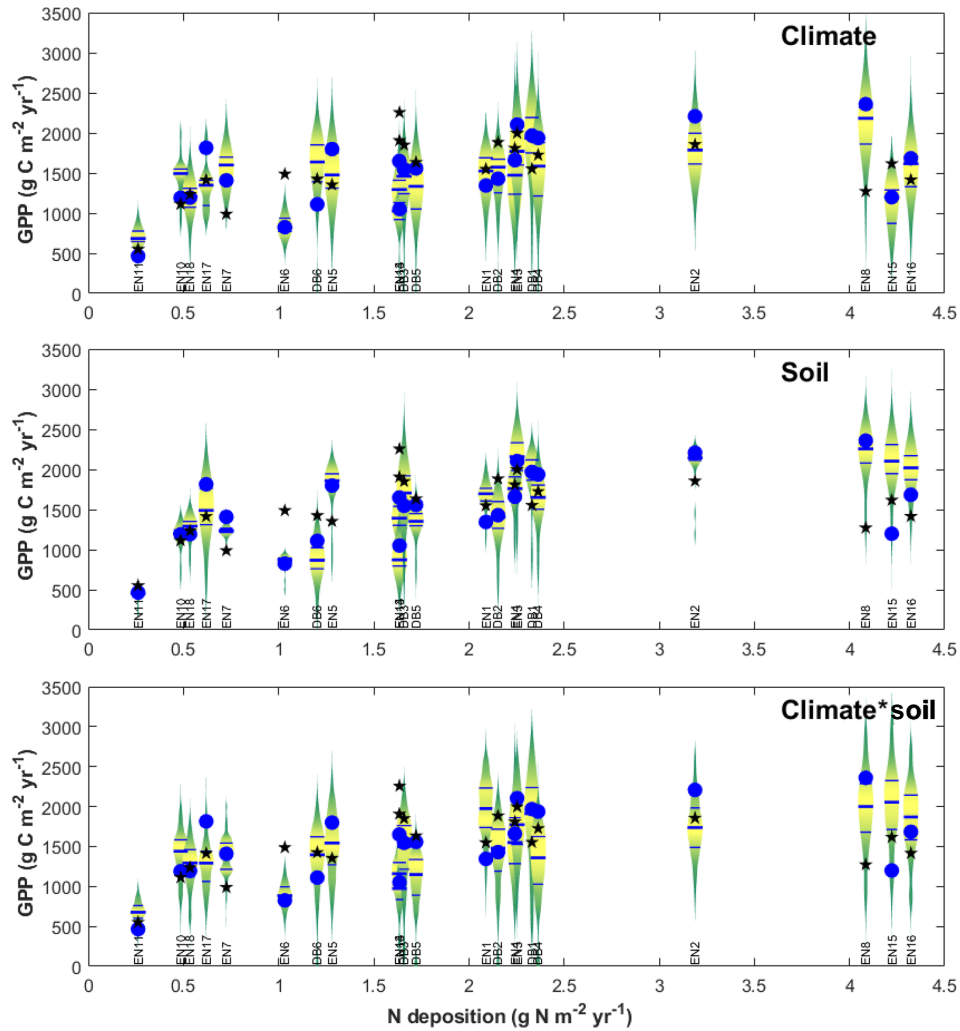 Climate
GPP (g C m⁻² yr⁻¹)
3500
3000
2500
2000
1500
1000
500
0
EN11
EN10
EN18
EN17
EN7
EN6
DB6
EN5
DB5
EN1
DB2
DB1
DB4
EN2
EN8
EN15
EN16
0 0.5 1 1.5 2 2.5 3 3.5 4 4.5
Soil
GPP (g C m⁻² yr⁻¹)
3500
3000
2500
2000
1500
1000
500
0
EN11
EN10
EN18
EN17
EN7
EN6
DB6
EN5
DB5
EN1
DB2
DB1
DB4
EN2
EN8
EN15
EN16
0 0.5 1 1.5 2 2.5 3 3.5 4 4.5
Climate*soil
GPP (g C m⁻² yr⁻¹)
3500
3000
2500
2000
1500
1000
500
0
EN11
EN10
EN18
EN17
EN7
EN6
DB6
EN5
DB5
EN1
DB2
DB1
DB4
EN2
EN8
EN15
EN16
0 0.5 1 1.5 2 2.5 3 3.5 4 4.5
N deposition (g N m⁻² yr⁻¹)